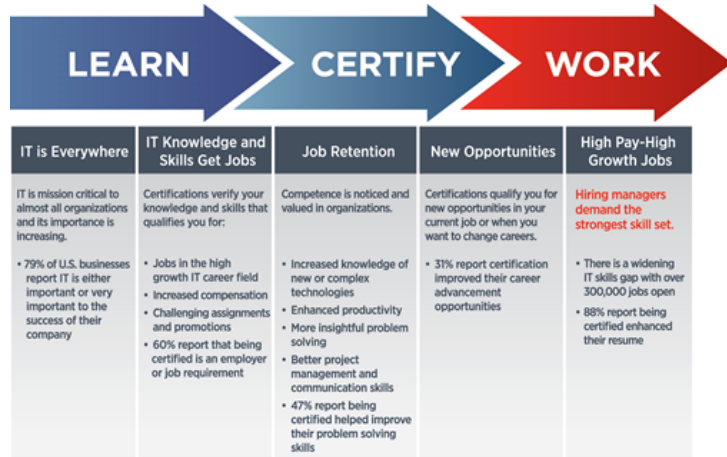 LEARN
CERTIFY
WORK
IT is Everywhere
IT is mission critical to
almost all organizations
and its importance is
increasing.
• 79% of U.S. businesses
report IT is either
important or very
important to the
success of their
company
IT Knowledge and
Skills Get Jobs
Certifications verify your
knowledge and skills that
qualifies you for:
• Jobs in the high
growth IT career field
• Increased compensation
• Challenging assignments
and promotions
• 60% report that being
certified is an employer
or job requirement
Job Retention
Competence is noticed and
valued in organizations.
• Increased knowledge of
new or complex
technologies
• Enhanced productivity
• More insightful problem
solving
• Better project
management and
communication skills
• 47% report being
certified helped improve
their problem solving
skills
New Opportunities
Certifications qualify you for
new opportunities in your
current job or when you
want to change careers.
• 31% report certification
improved their career
advancement
opportunities
High Pay-High
Growth Jobs
Hiring managers
demand the
strongest skill set.
• There is a widening
IT skills gap with over
300,000 jobs open
• 88% report being
certified enhanced
their resume